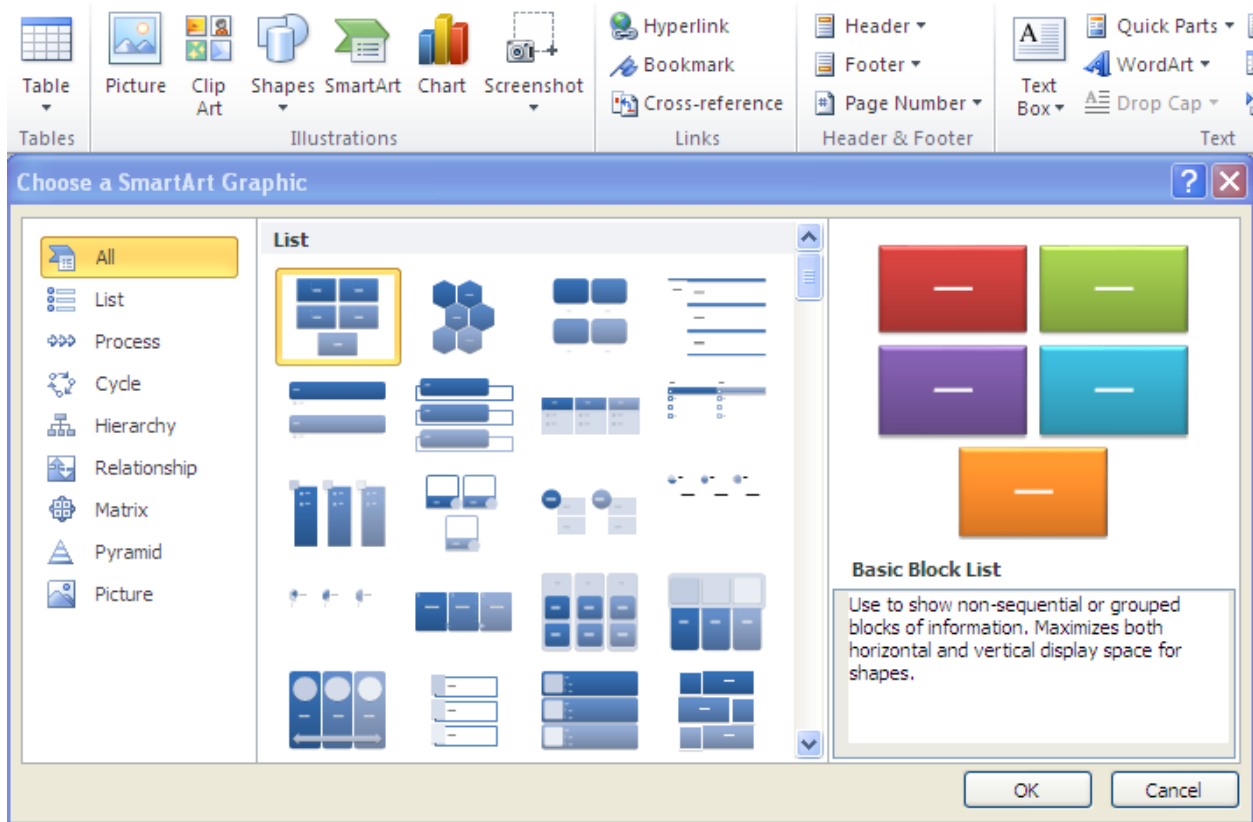 Table
Picture
Clip Art
Shapes
SmartArt
Chart
Screenshot
Hyperlink
Bookmark
Cross-reference
Header
Footer
Page Number
A
Text Box
Quick Parts
WordArt
Drop Cap
Tables
Illustrations
Links
Header & Footer
Text
Choose a SmartArt Graphic
All
List
Process
Cycle
Hierarchy
Relationship
Matrix
Pyramid
Picture
List
Basic Block List
Use to show non-sequential or grouped
blocks of information. Maximizes both
horizontal and vertical display space for
shapes.
OK
Cancel